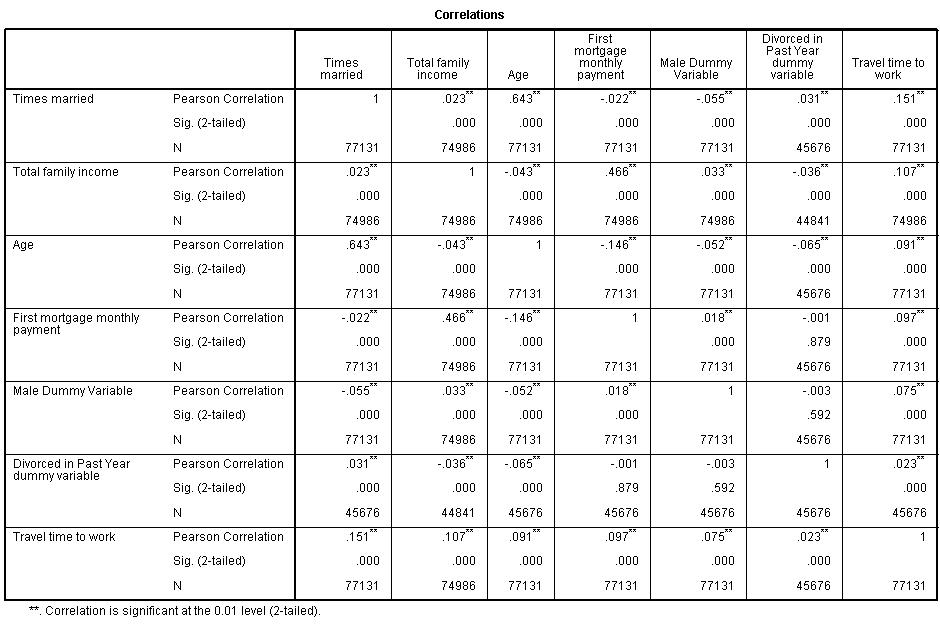 Correlations
Times married Total family income Age First mortgage monthly payment Male Dummy Variable Divorced in Past Year dummy variable Travel time to work
Times married Pearson Correlation 1 .023** .643** -.022** -.055** .031** .151**
Sig. (2-tailed) .000 .000 .000 .000 .000 .000
N 77131 74986 77131 77131 77131 45676 77131
Total family income Pearson Correlation .023** 1 -.043** .466** .033** -.036** .107**
Sig. (2-tailed) .000 .000 .000 .000 .000 .000
N 74986 74986 74986 74986 74986 44841 74986
Age Pearson Correlation .643** -.043** 1 -.146** -.052** -.065** .091**
Sig. (2-tailed) .000 .000 .000 .000 .000 .000
N 77131 74986 77131 77131 77131 45676 77131
First mortgage monthly payment Pearson Correlation -.022** .466** -.146** 1 .018** -.001 .097**
Sig. (2-tailed) .000 .000 .000 .000 .879 .000
N 77131 74986 77131 77131 77131 45676 77131
Male Dummy Variable Pearson Correlation -.055** .033** -.052** .018** 1 -.003 .075**
Sig. (2-tailed) .000 .000 .000 .000 .592 .000
N 77131 74986 77131 77131 77131 45676 77131
Divorced in Past Year dummy variable Pearson Correlation .031** -.036** -.065** -.001 -.003 1 .023**
Sig. (2-tailed) .000 .000 .000 .879 .592 .000
N 45676 44841 45676 45676 45676 45676 45676
Travel time to work Pearson Correlation .151** .107** .091** .097** .075** .023** 1
Sig. (2-tailed) .000 .000 .000 .000 .000 .000
N 77131 74986 77131 77131 77131 45676 77131
**. Correlation is significant at the 0.01 level (2-tailed).